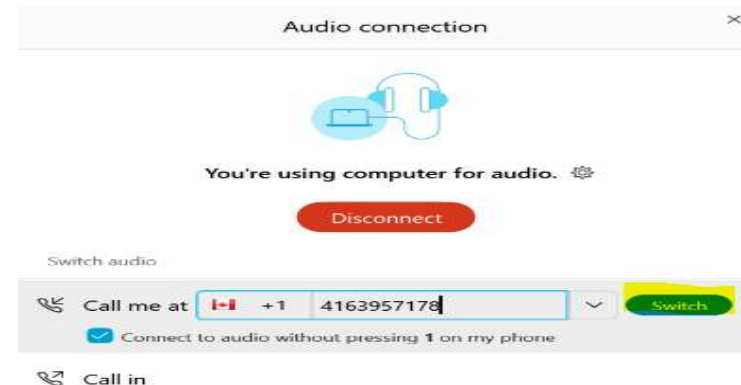 Audio connection
You're using computer for audio.
Disconnect
Switch audio
Call me at +1 4163957178 Switch
Connect to audio without pressing 1 on my phone
Call in